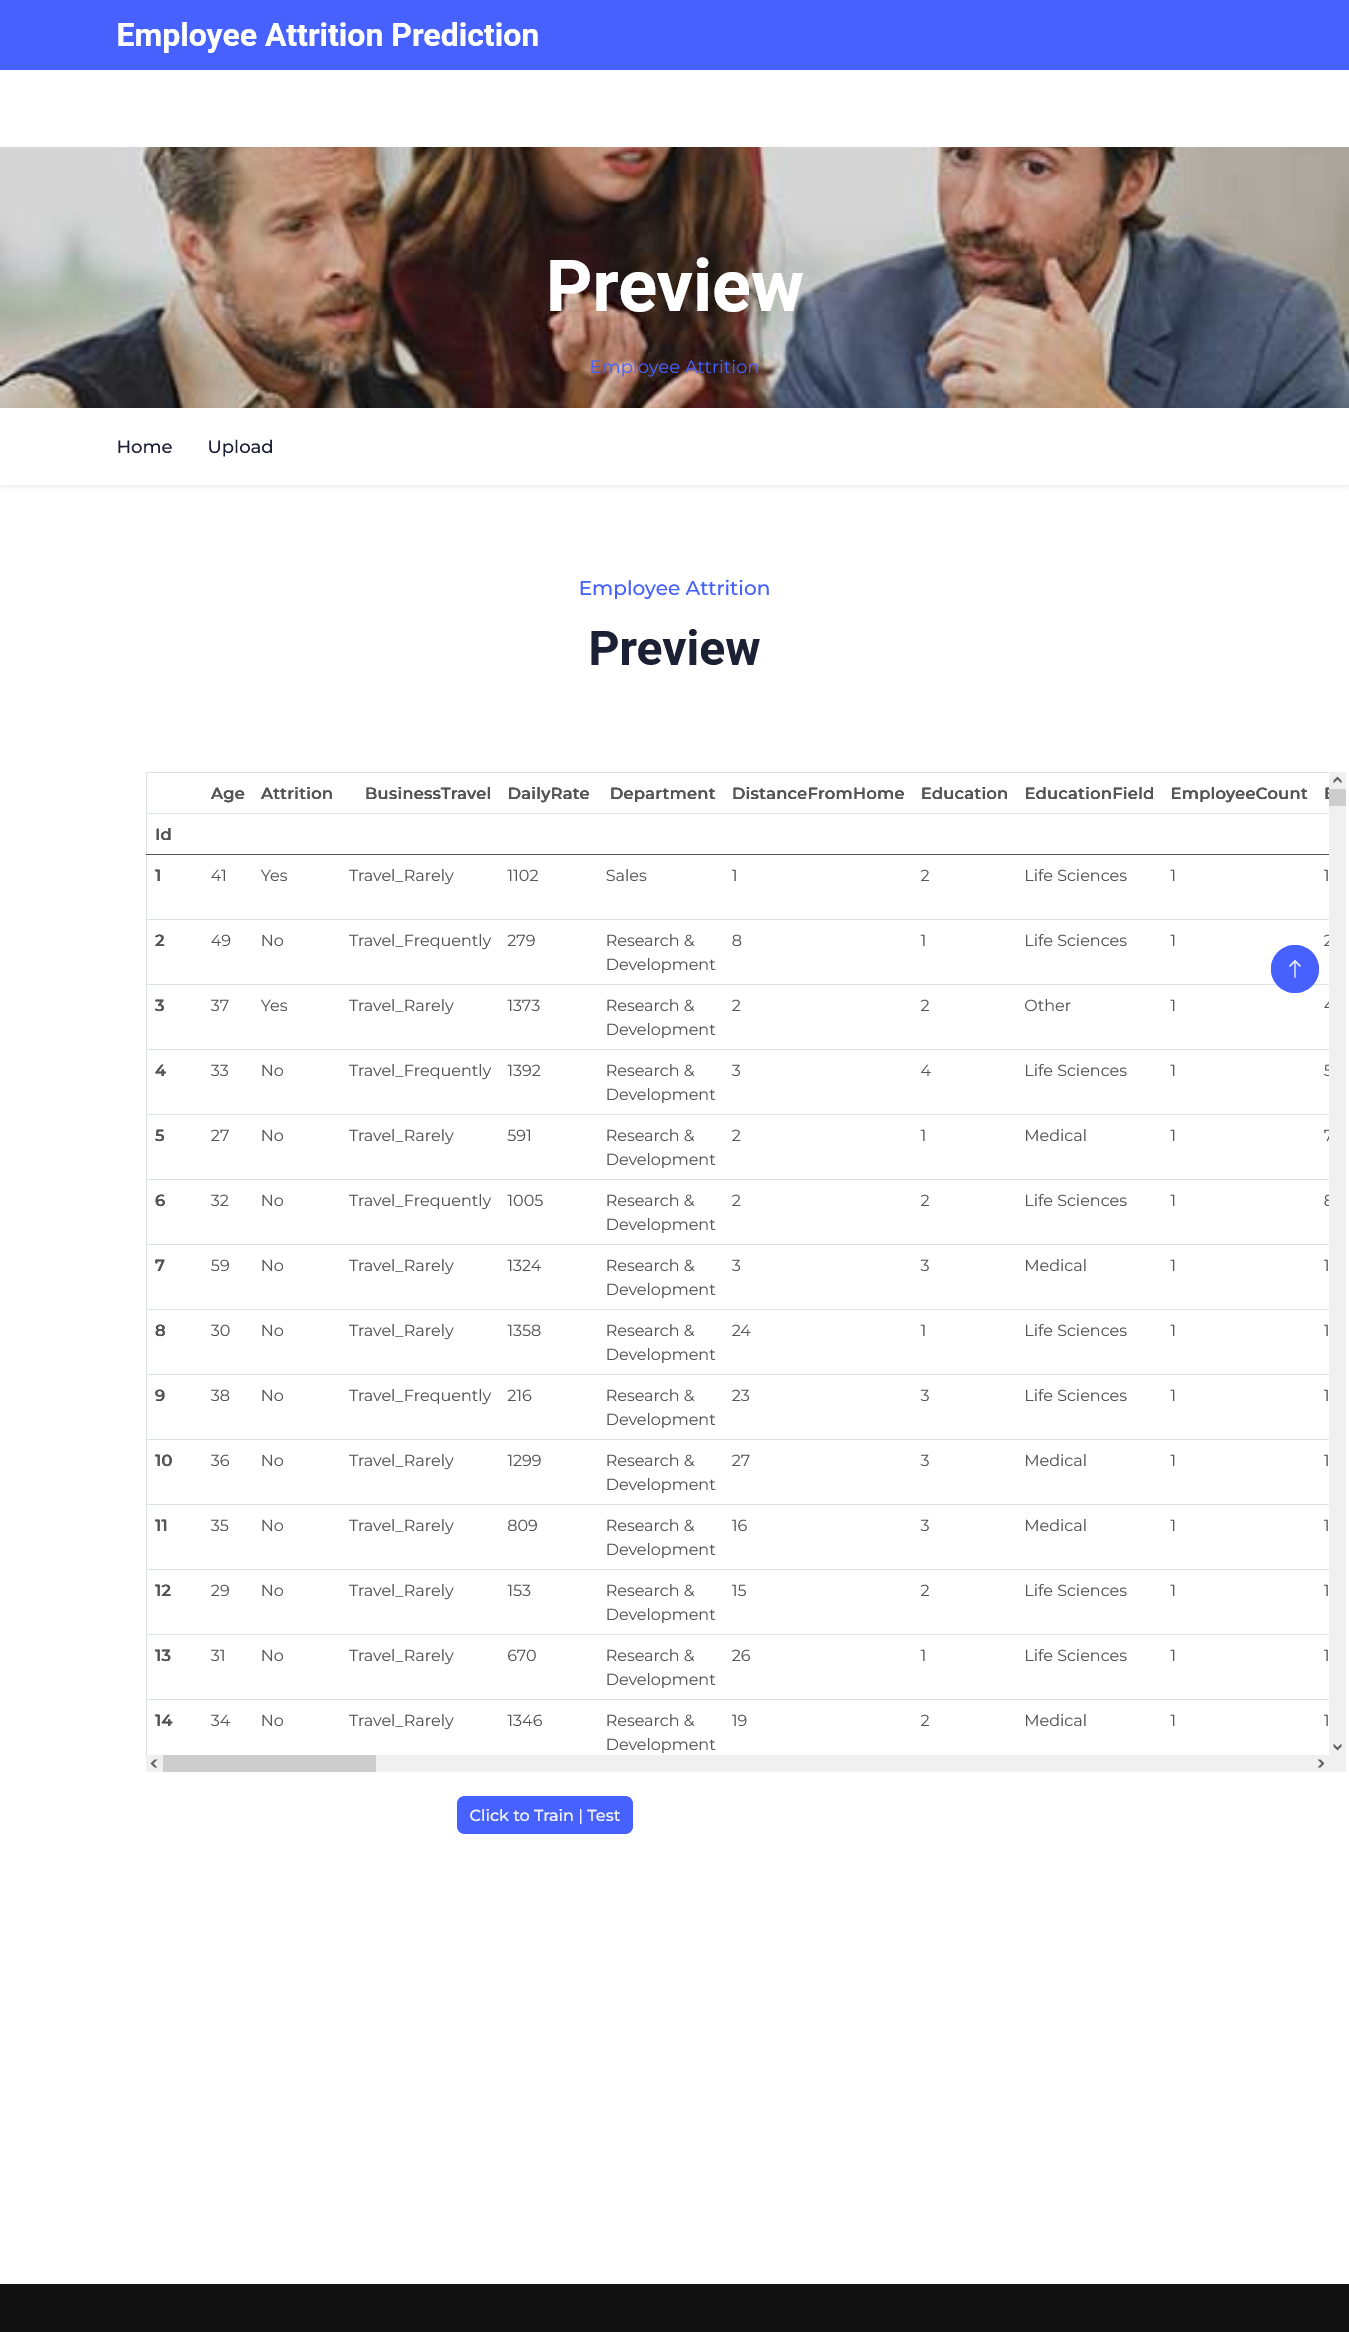 Employee Attrition Prediction
Preview
Employee Attrition
Home Upload
Employee Attrition
Preview
Age Attrition BusinessTravel DailyRate Department DistanceFromHome Education EducationField EmployeeCount
Id
1 41 Yes Travel_Rarely 1102 Sales 1 2 Life Sciences 1
2 49 No Travel_Frequently 279 Research & 8 1 Life Sciences 1
Development
3 37 Yes Travel_Rarely 1373 Research & 2 2 Other 1
Development
4 33 No Travel_Frequently 1392 Research & 3 4 Life Sciences 1
Development
5 27 No Travel_Rarely 591 Research & 2 1 Medical 1
Development
6 32 No Travel_Frequently 1005 Research & 2 2 Life Sciences 1
Development
7 59 No Travel_Rarely 1324 Research & 3 3 Medical 1
Development
8 30 No Travel_Rarely 1358 Research & 24 1 Life Sciences 1
Development
9 38 No Travel_Frequently 216 Research & 23 3 Life Sciences 1
Development
10 36 No Travel_Rarely 1299 Research & 27 3 Medical 1
Development
11 35 No Travel_Rarely 809 Research & 16 3 Medical 1
Development
12 29 No Travel_Rarely 153 Research & 15 2 Life Sciences 1
Development
13 31 No Travel_Rarely 670 Research & 26 1 Life Sciences 1
Development
14 34 No Travel_Rarely 1346 Research & 19 2 Medical 1
Development
Click to Train | Test